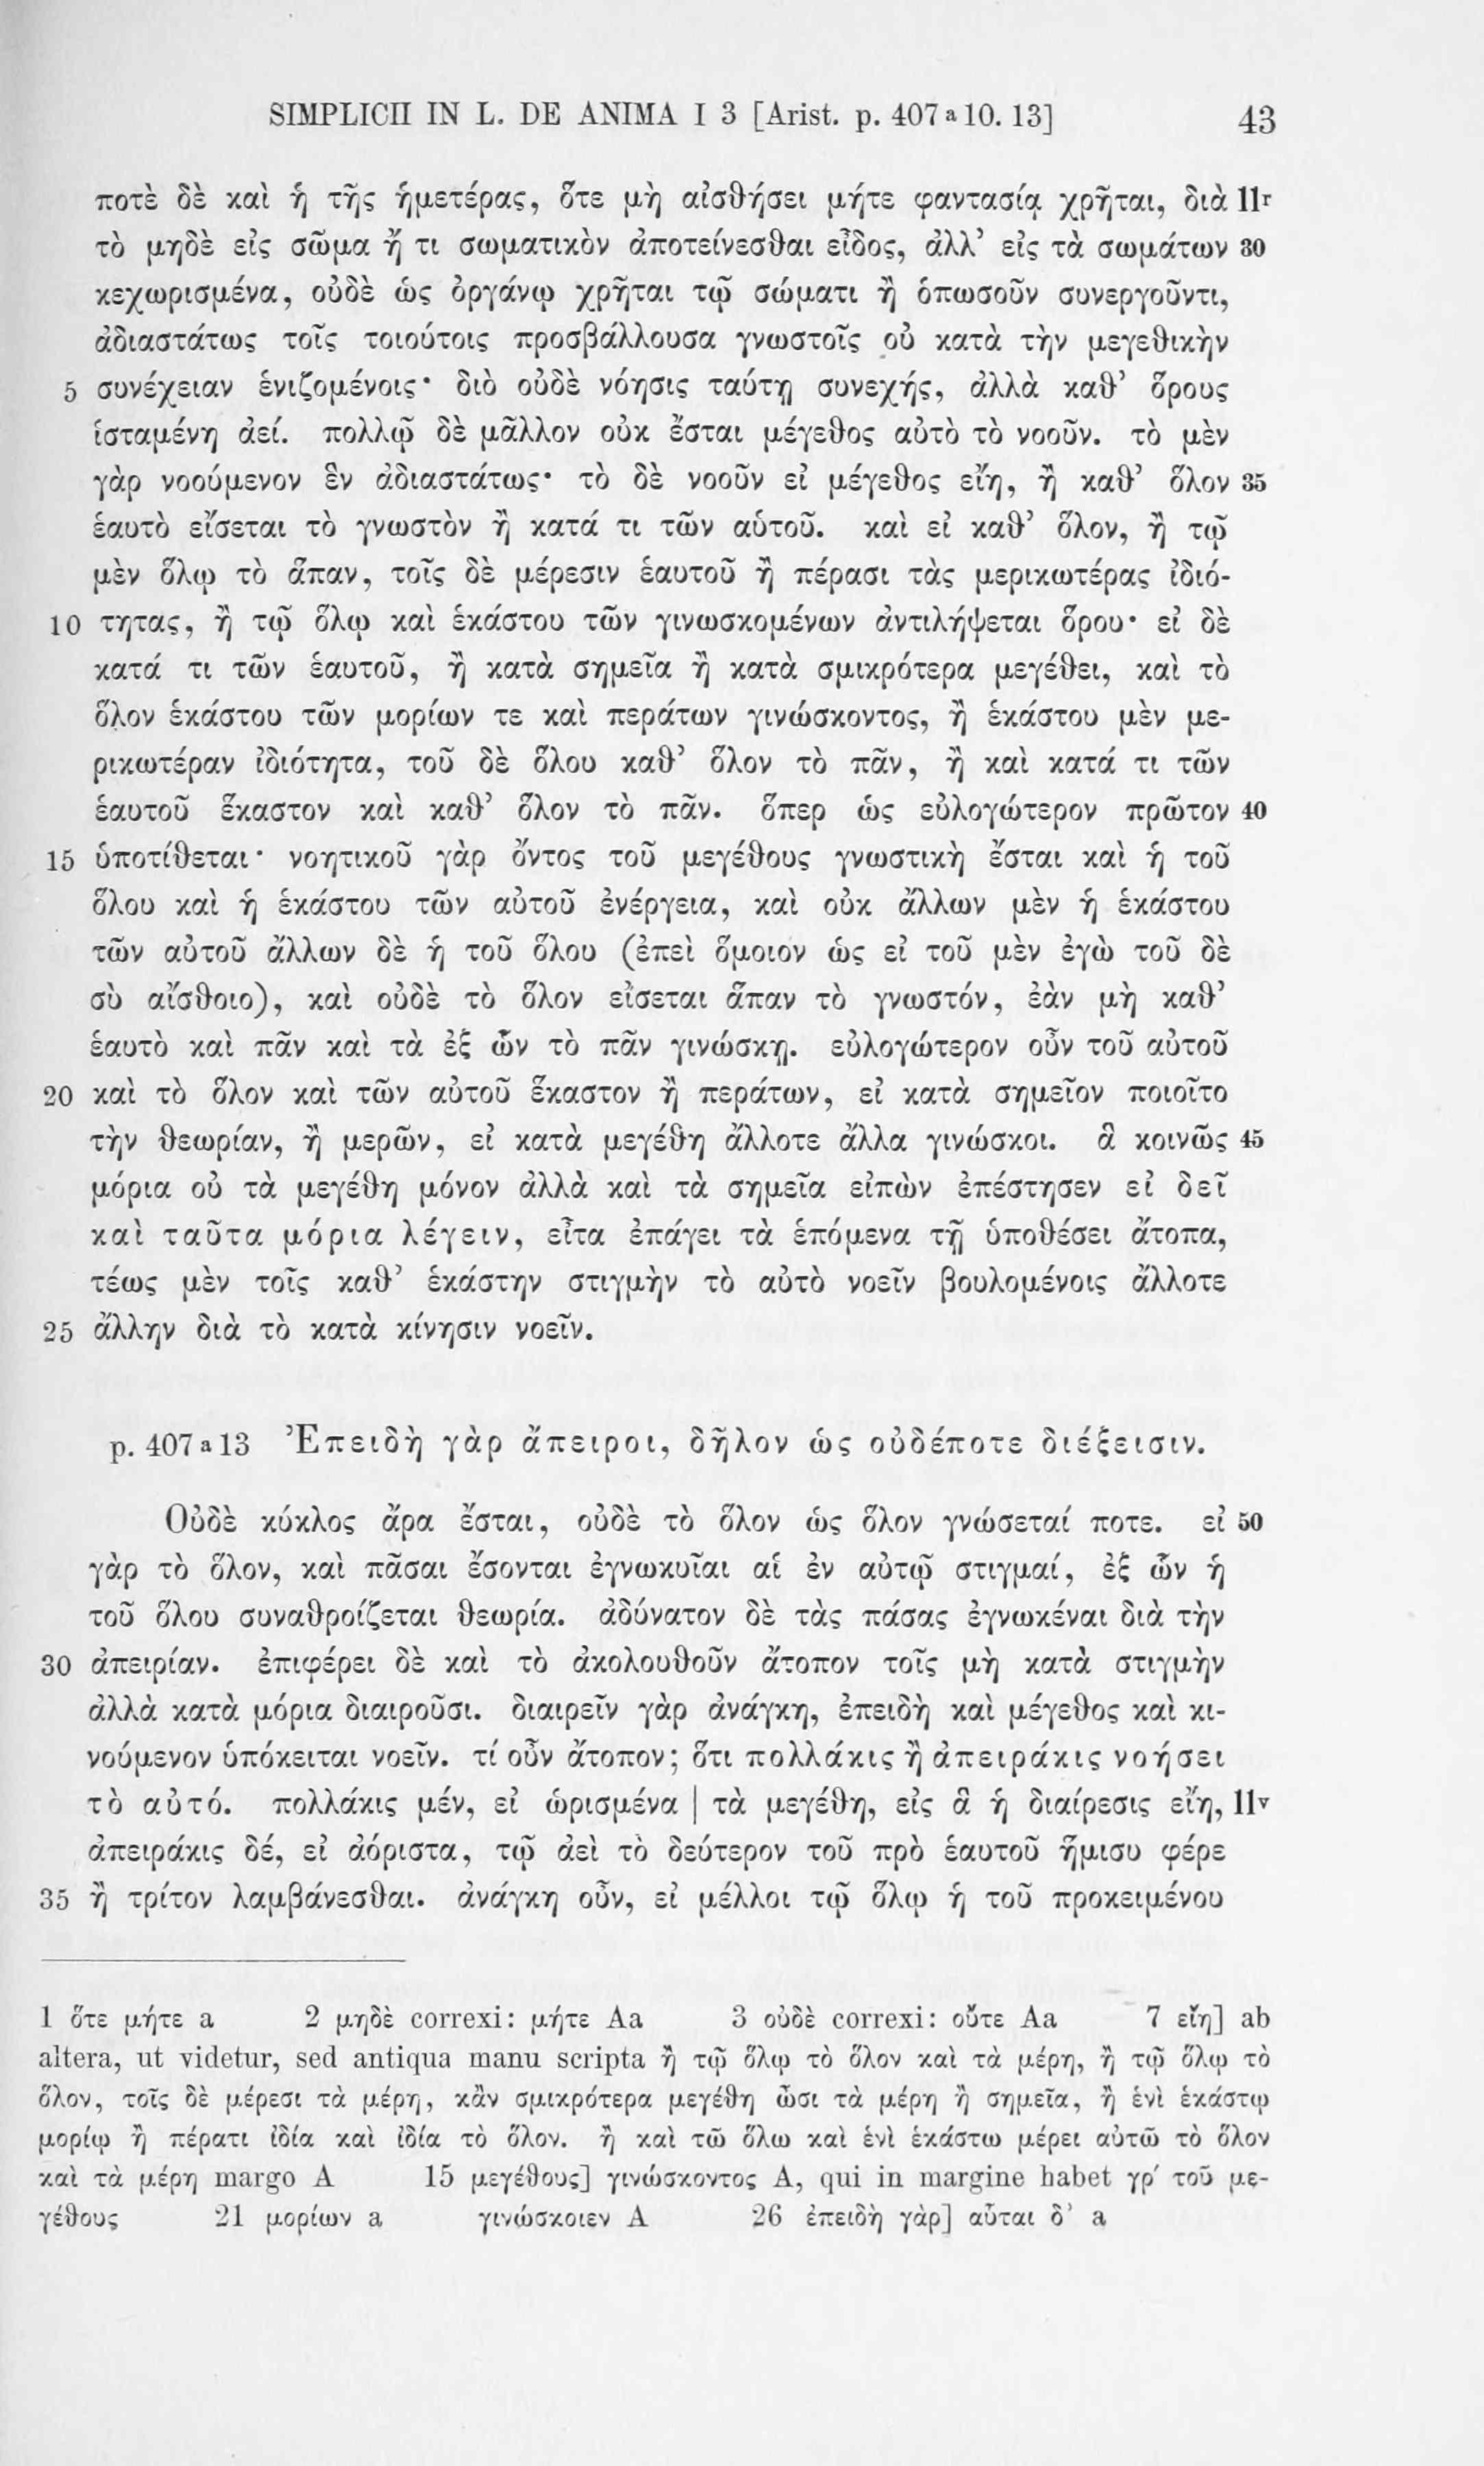 SIMPLICII IN L. DE ANIMA I 3 [Arist. p. 407 a 10. 13] 43
ποτὲ δὲ καὶ ἡ τῆς ἡμετέρας, ὅτε μὴ αἰσθήσει μήτε φαντασίᾳ χρῆται, διὰ 11r
τὸ μηδὲ εἰς σῶμα ἤ τι σωματικὸν ἀποτείνεσθαι εἶδος, ἀλλ’ εἰς τὰ σωμάτων 30
κεχωρισμένα, οὐδὲ ὡς ὀργάνῳ χρῆται τῷ σώματι ἢ ὁπωσοῦν συνεργοῦντι,
ἀδιαστάτως τοῖς τοιούτοις προσβάλλουσα γνωστοῖς οὐ κατὰ τὴν μεγεθικὴν
5 συνέχειαν ἑνιζομένοις· διὸ οὐδὲ νόησις ταύτῃ συνεχής, ἀλλὰ καθ’ ὅρους
ἱσταμένη ἀεί. πολλῷ δὲ μᾶλλον οὐκ ἔσται μέγεθος αὐτὸ τὸ νοοῦν. τὸ μὲν
γὰρ νοούμενον ἓν ἀδιαστάτως· τὸ δὲ νοοῦν εἰ μέγεθος εἴη, ἢ καθ’ ὅλον 35
ἑαυτὸ εἴσεται τὸ γνωστὸν ἢ κατά τι τῶν αὑτοῦ. καὶ εἰ καθ’ ὅλον, ἢ τῷ
μὲν ὅλῳ τὸ ἅπαν, τοῖς δὲ μέρεσιν ἑαυτοῦ ἢ πέρασι τὰς μερικωτέρας ἰδιό-
10 τητας, ἢ τῷ ὅλῳ καὶ ἑκάστου τῶν γινωσκομένων ἀντιλήψεται ὅρου· εἰ δὲ
κατά τι τῶν ἑαυτοῦ, ἢ κατὰ σημεῖα ἢ κατὰ σμικρότερα μεγέθει, καὶ τὸ
ὅλον ἑκάστου τῶν μορίων τε καὶ περάτων γινώσκοντος, ἢ ἑκάστου μὲν με-
ρικωτέραν ἰδιότητα, τοῦ δὲ ὅλου καθ’ ὅλον τὸ πᾶν, ἢ καὶ κατά τι τῶν
ἑαυτοῦ ἕκαστον καὶ καθ’ ὅλον τὸ πᾶν. ὅπερ ὡς εὐλογώτερον πρῶτον 40
15 ὑποτίθεται· νοητικοῦ γὰρ ὄντος τοῦ μεγέθους γνωστικὴ ἔσται καὶ ἡ τοῦ
ὅλου καὶ ἡ ἑκάστου τῶν αὐτοῦ ἐνέργεια, καὶ οὐκ ἄλλων μὲν ἡ ἑκάστου
τῶν αὐτοῦ ἄλλων δὲ ἡ τοῦ ὅλου (ἐπεὶ ὅμοιον ὡς εἰ τοῦ μὲν ἐγὼ τοῦ δὲ
σὺ αἴσθοιο), καὶ οὐδὲ τὸ ὅλον εἴσεται ἅπαν τὸ γνωστόν, ἐὰν μὴ καθ’
ἑαυτὸ καὶ πᾶν καὶ τὰ ἐξ ὧν τὸ πᾶν γινώσκῃ. εὐλογώτερον οὖν τοῦ αὐτοῦ
20 καὶ τὸ ὅλον καὶ τῶν αὐτοῦ ἕκαστον ἢ περάτων, εἰ κατὰ σημεῖον ποιοῖτο
τὴν θεωρίαν, ἢ μερῶν, εἰ κατὰ μεγέθη ἄλλοτε ἄλλα γινώσκοι. ἃ κοινῶς 45
μόρια οὐ τὰ μεγέθη μόνον ἀλλὰ καὶ τὰ σημεῖα εἰπὼν ἐπέστησεν εἰ δεῖ
καὶ ταῦτα μόρια λέγειν, εἶτα ἐπάγει τὰ ἑπόμενα τῇ ὑποθέσει ἄτοπα,
τέως μὲν τοῖς καθ’ ἑκάστην στιγμὴν τὸ αὐτὸ νοεῖν βουλομένοις ἄλλοτε
25 ἄλλην διὰ τὸ κατὰ κίνησιν νοεῖν.
p. 407 a 13 Ἐπειδὴ γὰρ ἄπειροι, δῆλον ὡς οὐδέποτε διέξεισιν.
Οὐδὲ κύκλος ἄρα ἔσται, οὐδὲ τὸ ὅλον ὡς ὅλον γνώσεταί ποτε. εἰ 50
γὰρ τὸ ὅλον, καὶ πᾶσαι ἔσονται ἐγνωκυῖαι αἱ ἐν αὐτῷ στιγμαί, ἐξ ὧν ἡ
τοῦ ὅλου συναθροίζεται θεωρία. ἀδύνατον δὲ τὰς πάσας ἐγνωκέναι διὰ τὴν
30 ἀπειρίαν. ἐπιφέρει δὲ καὶ τὸ ἀκολουθοῦν ἄτοπον τοῖς μὴ κατὰ στιγμὴν
ἀλλὰ κατὰ μόρια διαιροῦσι. διαιρεῖν γὰρ ἀνάγκη, ἐπειδὴ καὶ μέγεθος καὶ κι-
νούμενον ὑπόκειται νοεῖν. τί οὖν ἄτοπον; ὅτι πολλάκις ἢ ἀπειράκις νοήσει
τὸ αὐτό. πολλάκις μέν, εἰ ὡρισμένα | τὰ μεγέθη, εἰς ἃ ἡ διαίρεσις εἴη, 11v
ἀπειράκις δέ, εἰ ἀόριστα, τῷ ἀεὶ τὸ δεύτερον τοῦ πρὸ ἑαυτοῦ ἥμισυ φέρε
35 ἢ τρίτον λαμβάνεσθαι. ἀνάγκη οὖν, εἰ μέλλοι τῷ ὅλῳ ἡ τοῦ προκειμένου
1 ὅτε μήτε a 2 μηδὲ correxi: μήτε Aa 3 οὐδὲ correxi: οὔτε Aa 7 εἴη] ab
altera, ut videtur, sed antiqua manu scripta ἢ τῷ ὅλῳ τὸ ὅλον καὶ τὰ μέρη, ἢ τῷ ὅλῳ τὸ
ὅλον, τοῖς δὲ μέρεσι τὰ μέρη, κἂν σμικρότερα μεγέθη ὦσι τὰ μέρη ἢ σημεῖα, ἢ ἑνὶ ἑκάστῳ
μορίῳ ἢ πέρατι ἰδία καὶ ἰδία τὸ ὅλον. ἢ καὶ τῶ ὅλω καὶ ἑνὶ ἑκάστω μέρει αὐτῶ τὸ ὅλον
καὶ τὰ μέρη margo A 15 μεγέθους] γινώσκοντος A, qui in margine habet γρ΄ τοῦ με-
γέθους 21 μορίων a γινώσκοιεν A 26 ἐπειδὴ γὰρ] αὗται δ’ a